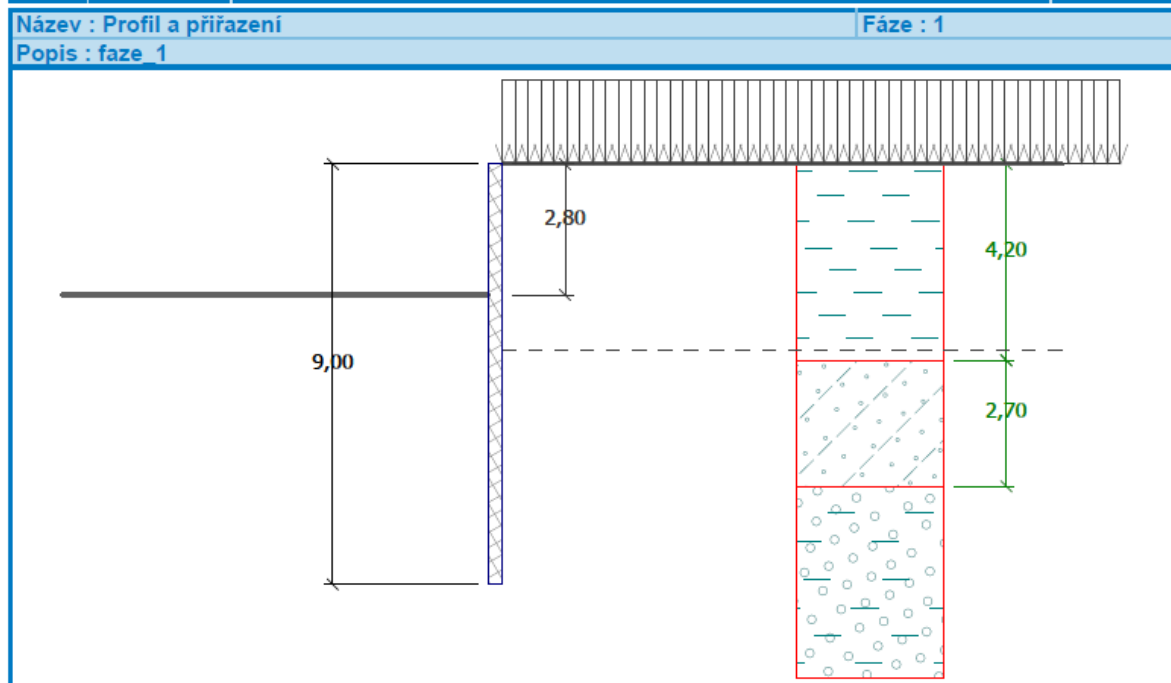 Název : Profil a přiřazení
Fáze : 1
Popis : faze_1
2,80
4,20
9,00
2,70